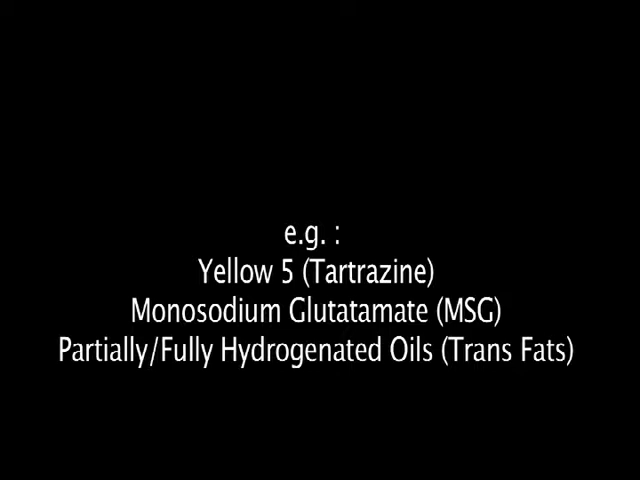 e.g. :
Yellow 5 (Tartrazine)
Monosodium Glutatamate (MSG)
Partially/Fully Hydrogenated Oils (Trans Fats)